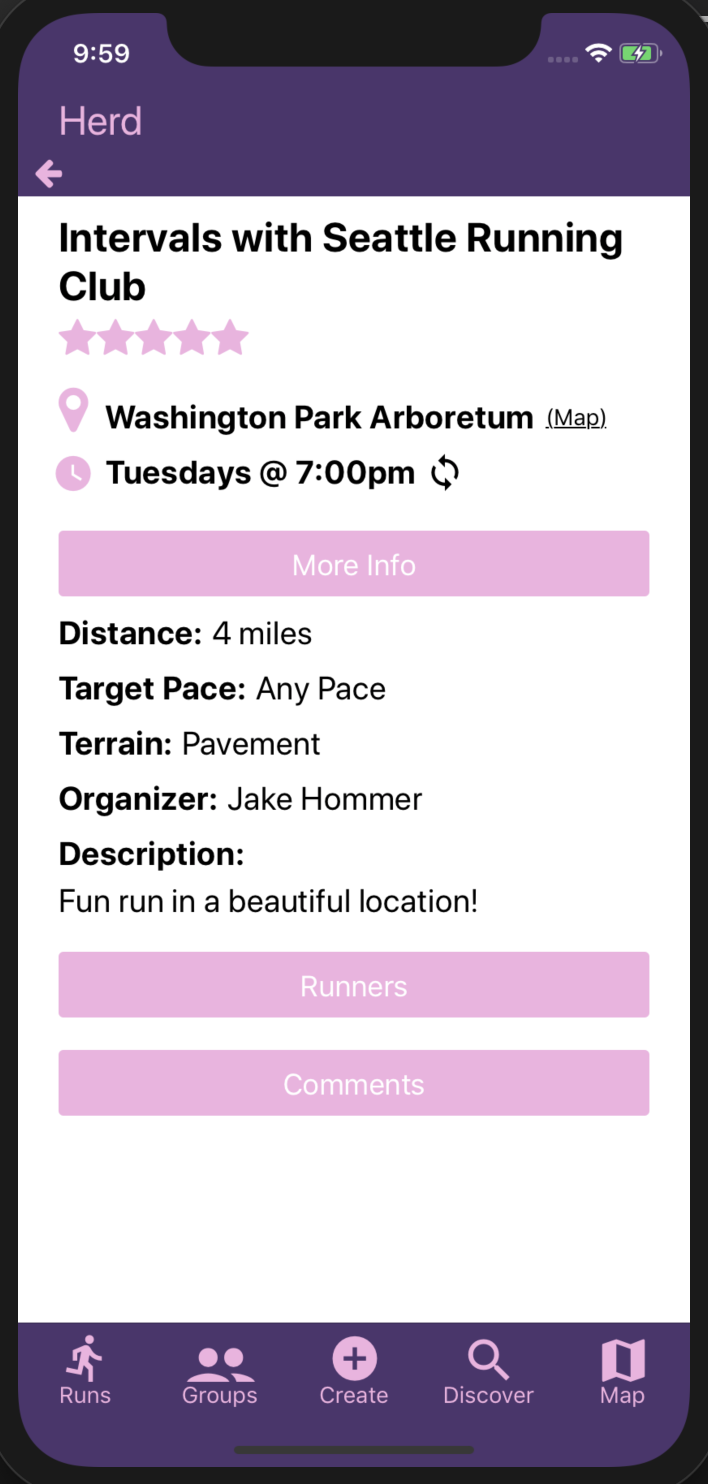 9:59
Herd
Intervals with Seattle Running
Club
Washington Park Arboretum (Map)
Tuesdays @ 7:00pm
More Info
Distance: 4 miles
Target Pace: Any Pace
Terrain: Pavement
Organizer: Jake Hommer
Description:
Fun run in a beautiful location!
Runners
Comments
Runs Groups Create Discover Map